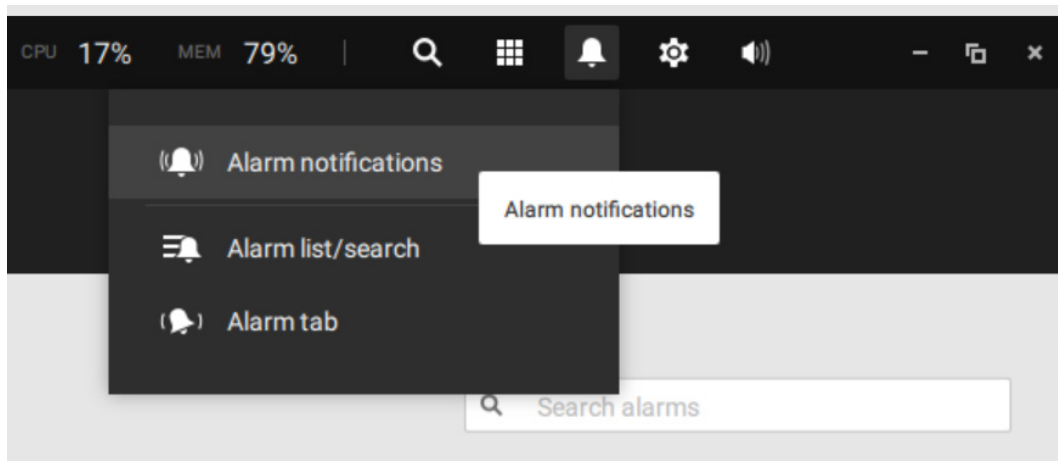 CPU 17% MEM 79%
Alarm notifications
Alarm notifications
Alarm list/search
Alarm tab
Search alarms